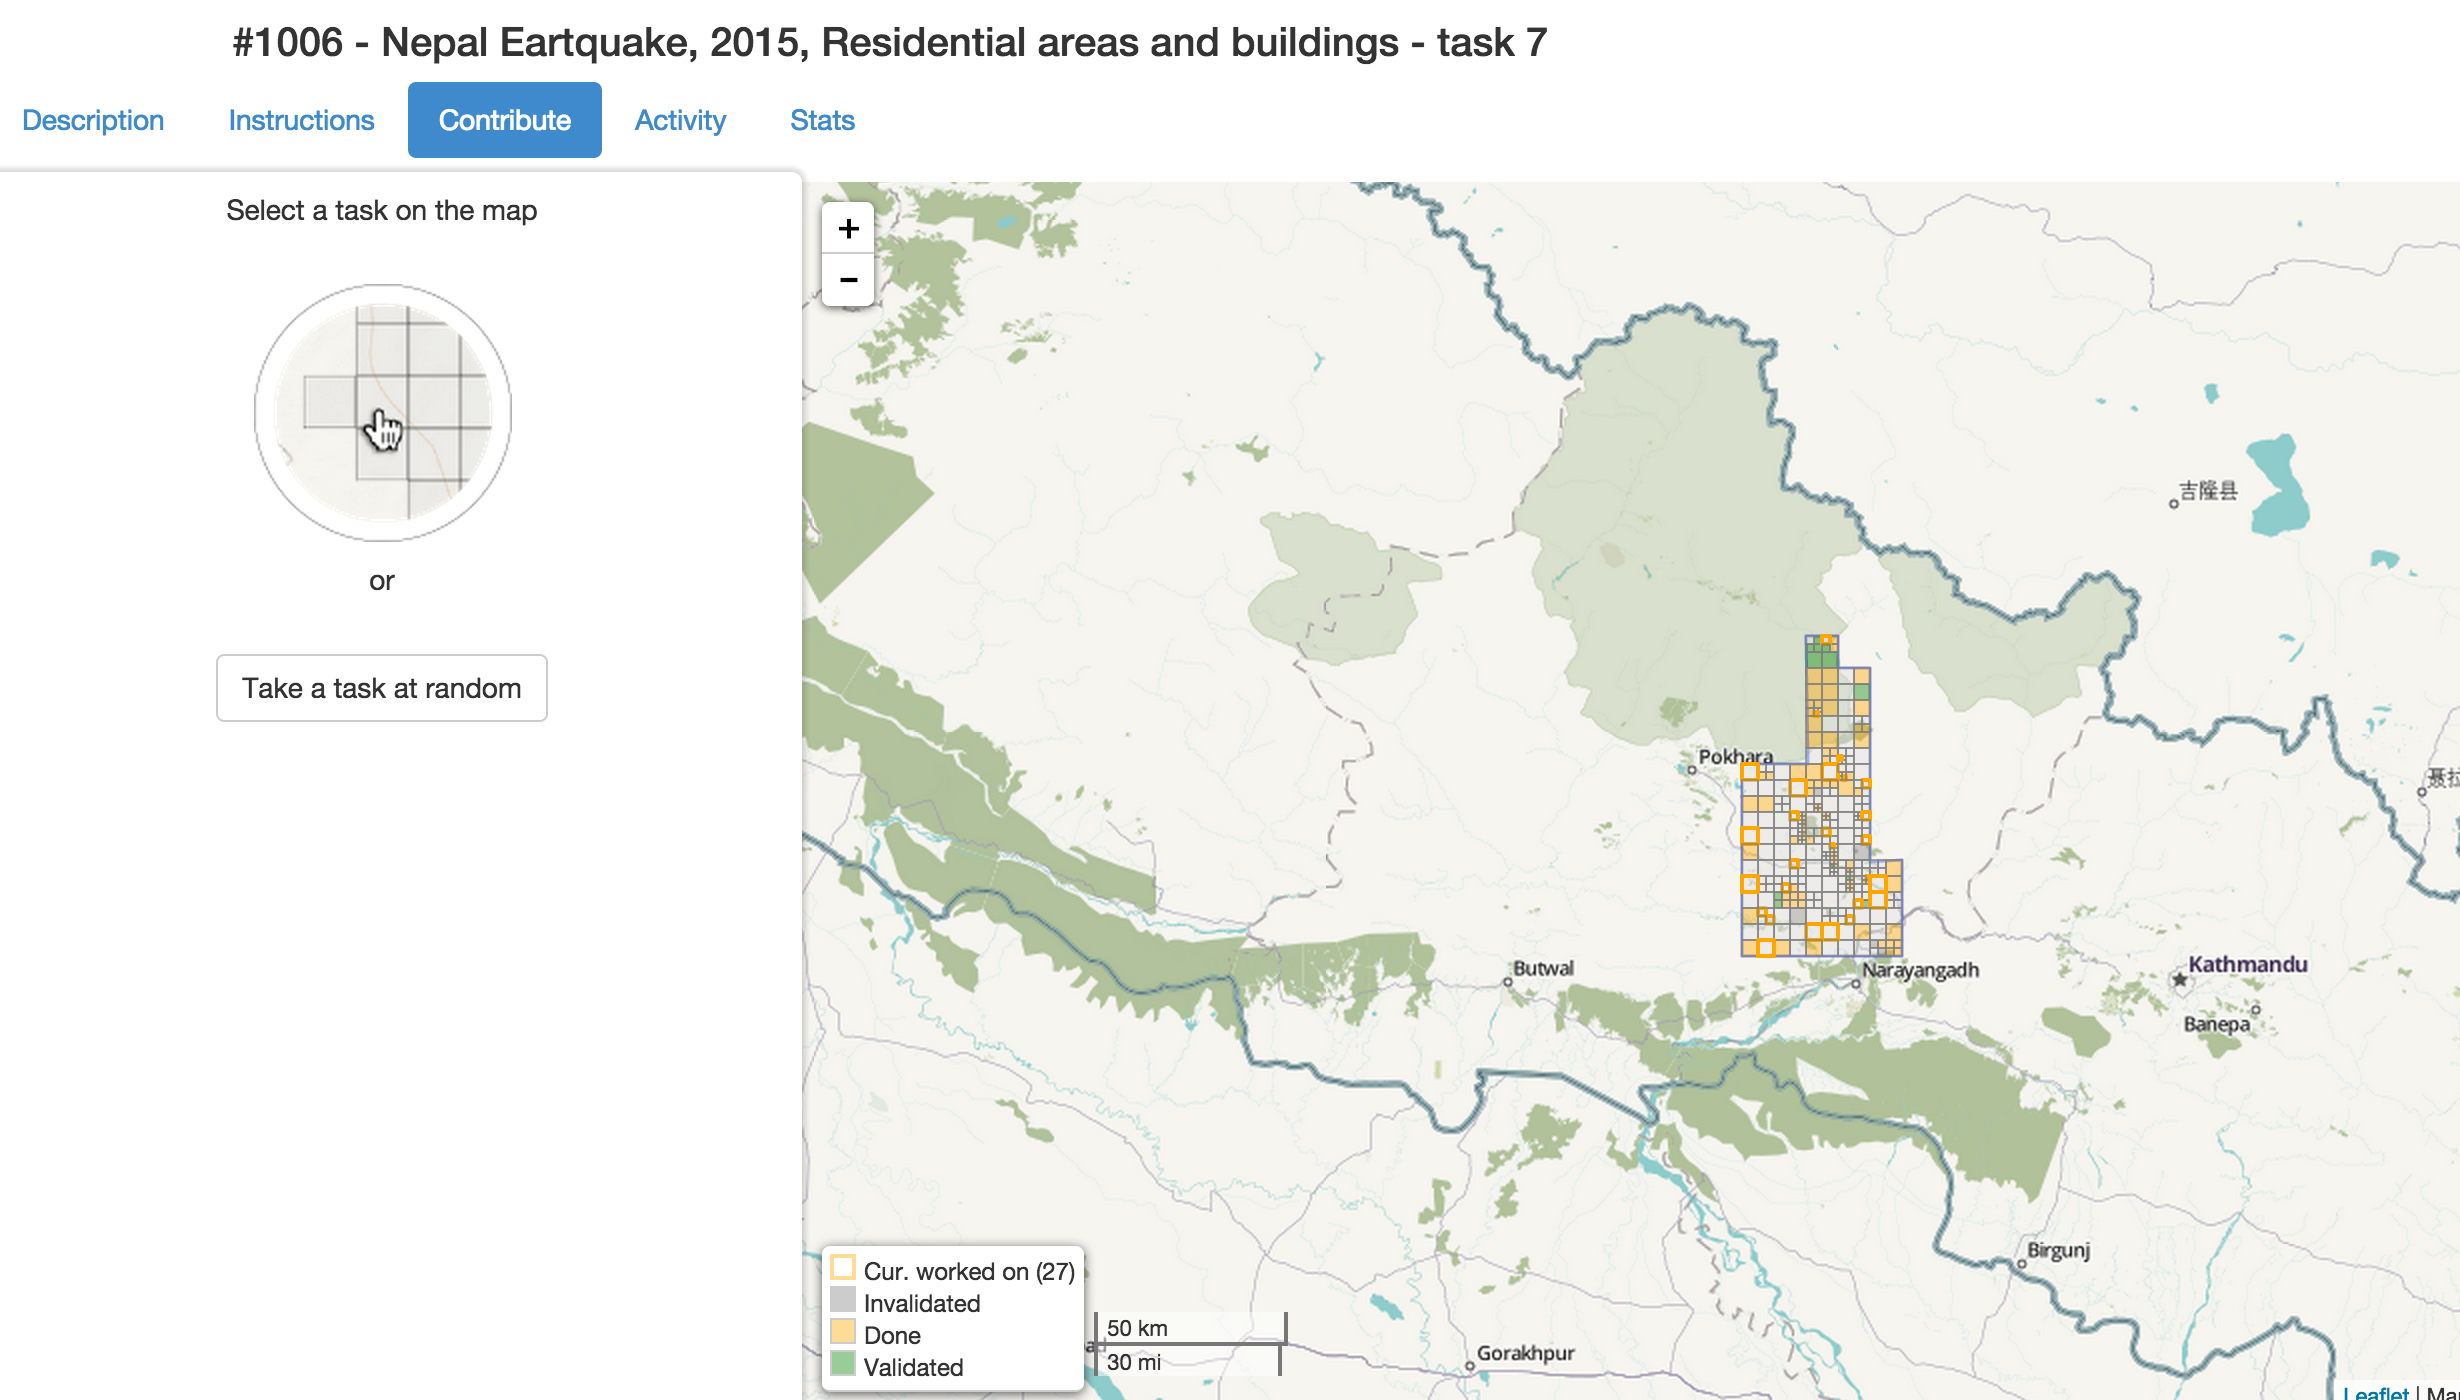 #1006 - Nepal Eartquake, 2015, Residential areas and buildings - task 7
Description Instructions Contribute Activity Stats
Select a task on the map
or
Take a task at random
+
−
吉隆县
Pokhara
Butwal
Narayangadh
Kathmandu
Banepa
Birgunj
Gorakhpur
Cur. worked on (27)
Invalidated
Done
Validated
50 km
30 mi
Leaflet |